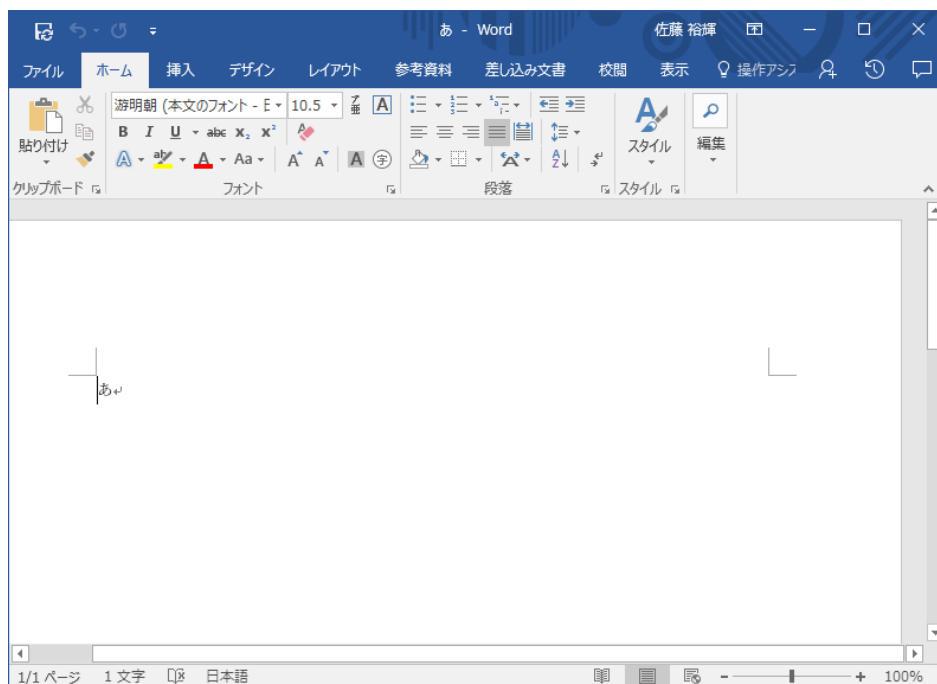 あ - Word 佐藤 裕輝
ファイル ホーム 挿入 デザイン レイアウト 参考資料 差し込み文書 校閲 表示 操作アシス
貼り付け
游明朝 (本文のフォント - E 10.5
B I U abc x₂ x²
A aby A Aa A A A 字
スタイル
編集
クリップボード フォント 段落 スタイル
あ↵
1/1 ページ 1 文字 日本語 100%